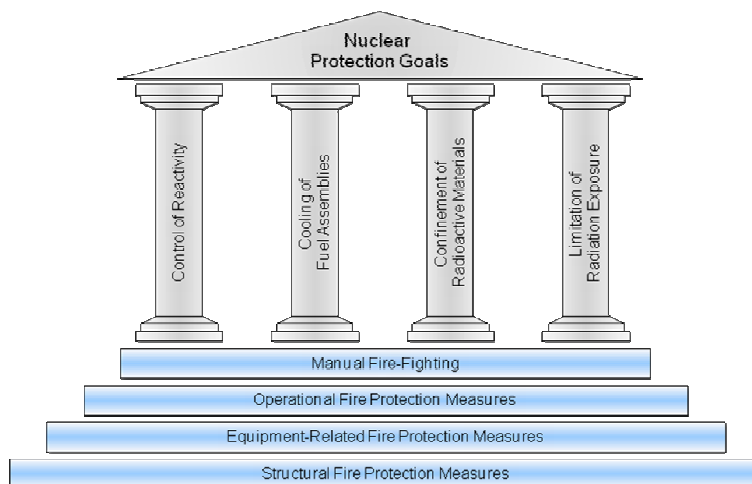 Nuclear
Protection Goals
Control of Reactivity
Cooling of
Fuel Assemblies
Confinement of
Radioactive Materials
Limitation of
Radiation Exposure
Manual Fire-Fighting
Operational Fire Protection Measures
Equipment-Related Fire Protection Measures
Structural Fire Protection Measures